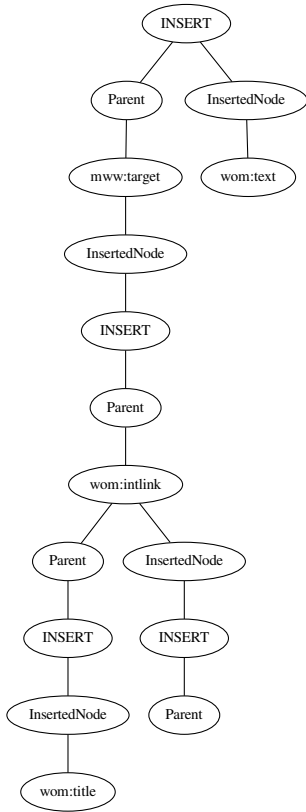 INSERT
Parent InsertedNode
mww:target wom:text
InsertedNode
INSERT
Parent
wom:intlink
Parent InsertedNode
INSERT INSERT
InsertedNode Parent
wom:title